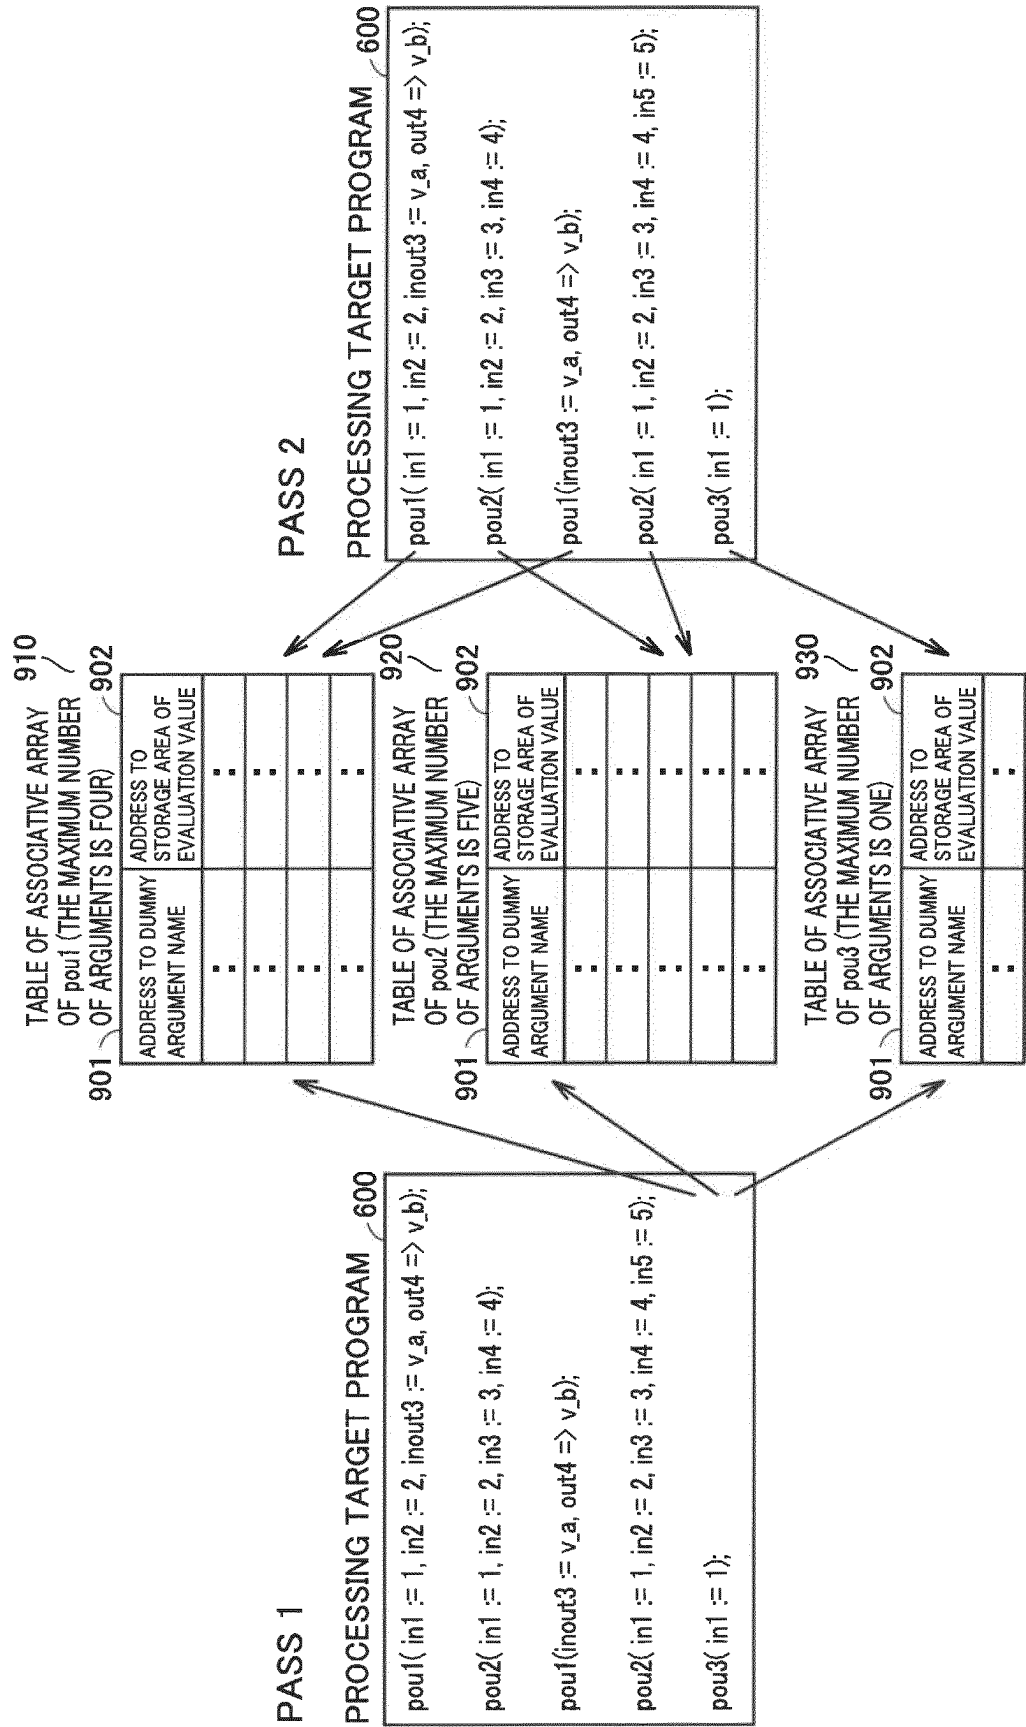 PASS 1
PROCESSING TARGET PROGRAM
600
pou1( in1 := 1, in2 := 2, inout3 := v_a, out4 => v_b);
pou2( in1 := 1, in2 := 2, in3 := 3, in4 := 4);
pou1(inout3 := v_a, out4 => v_b);
pou2( in1 := 1, in2 := 2, in3 := 3, in4 := 4, in5 := 5);
pou3( in1 := 1);
910
TABLE OF ASSOCIATIVE ARRAY
OF pou1 (THE MAXIMUM NUMBER
OF ARGUMENTS IS FOUR)
901
902
ADDRESS TO DUMMY
ARGUMENT NAME
ADDRESS TO
STORAGE AREA OF
EVALUATION VALUE
920
TABLE OF ASSOCIATIVE ARRAY
OF pou2 (THE MAXIMUM NUMBER
OF ARGUMENTS IS FIVE)
901
902
ADDRESS TO DUMMY
ARGUMENT NAME
ADDRESS TO
STORAGE AREA OF
EVALUATION VALUE
930
TABLE OF ASSOCIATIVE ARRAY
OF pou3 (THE MAXIMUM NUMBER
OF ARGUMENTS IS ONE)
901
902
ADDRESS TO DUMMY
ARGUMENT NAME
ADDRESS TO
STORAGE AREA OF
EVALUATION VALUE
PASS 2
PROCESSING TARGET PROGRAM
600
pou1( in1 := 1, in2 := 2, inout3 := v_a, out4 => v_b);
pou2( in1 := 1, in2 := 2, in3 := 3, in4 := 4);
pou1(inout3 := v_a, out4 => v_b);
pou2( in1 := 1, in2 := 2, in3 := 3, in4 := 4, in5 := 5);
pou3( in1 := 1);